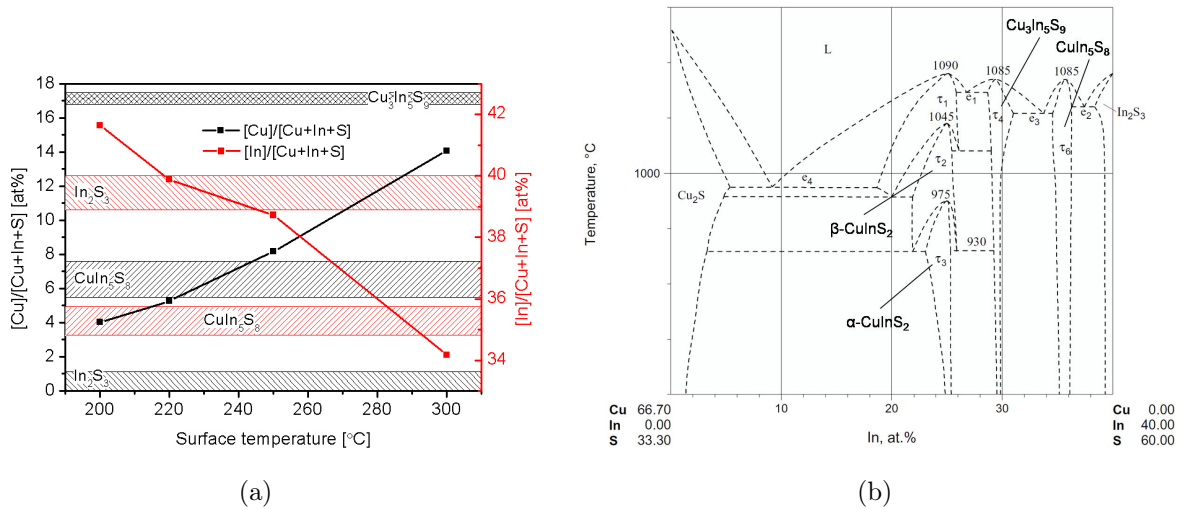 (a)
18
16
14
12
10
8
6
4
2
0
[Cu]/[Cu+In+S] [at%]
Cu₃In₅S₉
[Cu]/[Cu+In+S]
[In]/[Cu+In+S]
In₂S₃
CuIn₅S₈
CuIn₅S₈
In₂S₃
42
40
38
36
34
[In]/[Cu+In+S] [at%]
200 220 240 260 280 300
Surface temperature [°C]
(a)
b)
Cu₃In₅S₉
CuIn₅S₈
L
1090 1085 1085
τ₁ e₁
1045 τ₄ e₃ e₂ In₂S₃
e₄ τ₂ τ₆
1000
Temperature, °C
Cu₂S
975
β-CuInS₂
930
τ₃
α-CuInS₂
10 20 30
Cu 66.70 Cu 0.00
In 0.00 In, at.% In 40.00
S 33.30 S 60.00
(b)